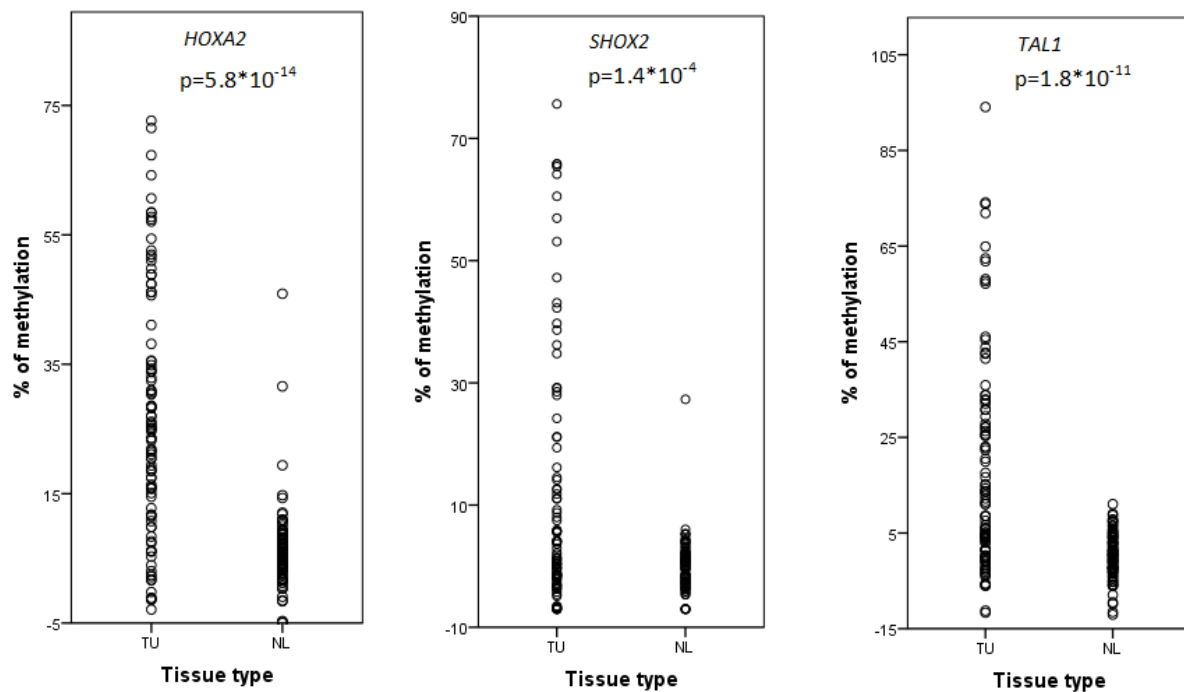 HOXA2
p=5.8*10⁻¹⁴
75
55
35
15
-5
% of methylation
TU NL
Tissue type
SHOX2
p=1.4*10⁻⁴
90
70
50
30
10
-10
% of methylation
TU NL
Tissue type
TAL1
p=1.8*10⁻¹¹
105
85
65
45
25
5
-15
% of methylation
TU NL
Tissue type